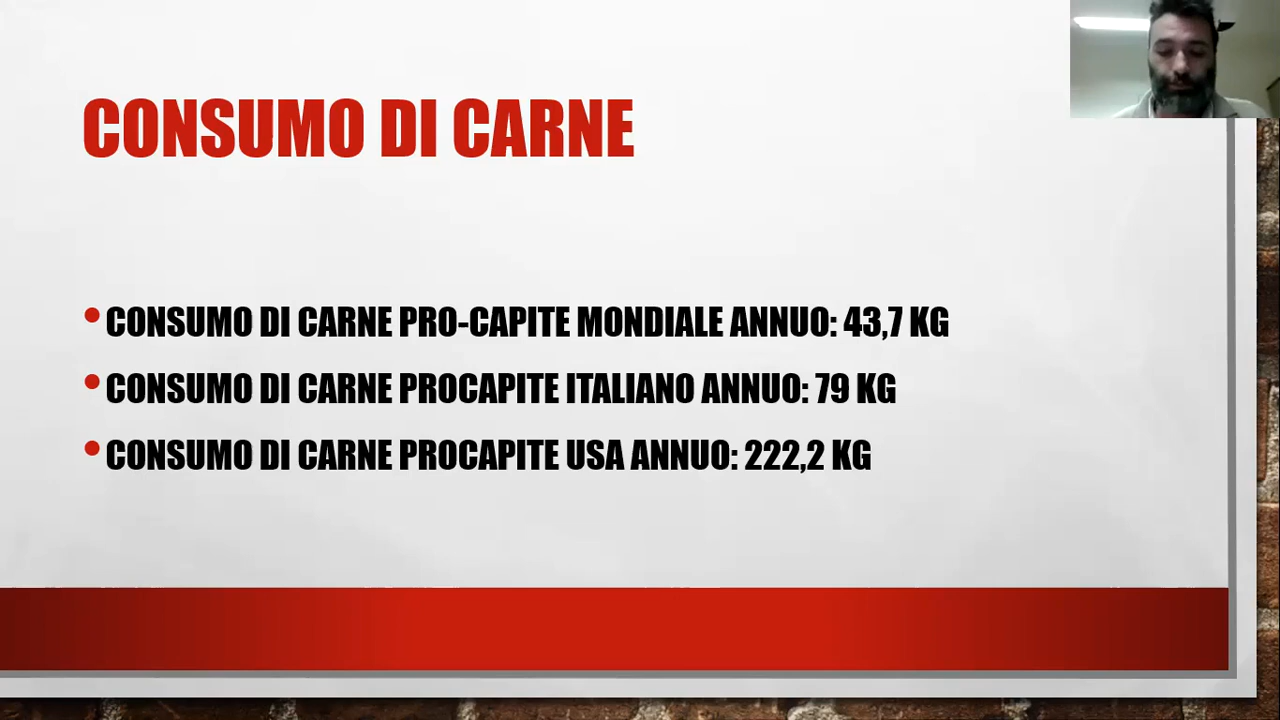 CONSUMO DI CARNE
•CONSUMO DI CARNE PRO-CAPITE MONDIALE ANNUO: 43,7 KG
•CONSUMO DI CARNE PROCAPITE ITALIANO ANNUO: 79 KG
•CONSUMO DI CARNE PROCAPITE USA ANNUO: 222,2 KG